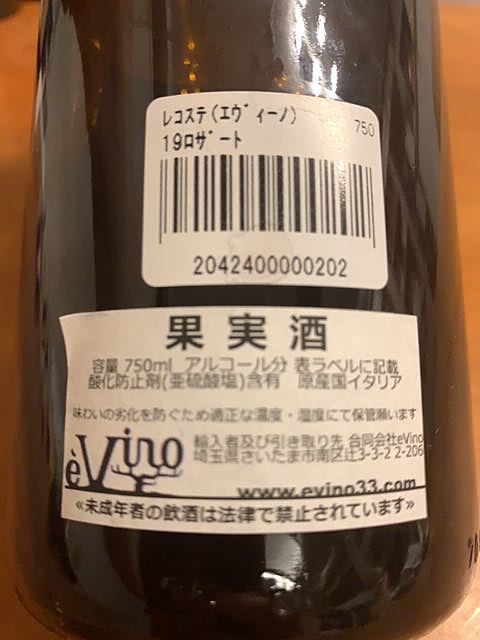 レコステ(エヴィーノ)
750
19ロザート
2042400000202
果実酒
容量 750ml アルコール分 表ラベルに記載
酸化防止剤(亜硫酸塩)含有 原産国イタリア
味わいの劣化を防ぐため適正な温度・湿度にて保管願います
èVino
輸入者及び引き取り先 合同会社eVino
埼玉県さいたま市南区辻3-3-2 2-206
www.evino33.com
≪未成年者の飲酒は法律で禁止されています≫